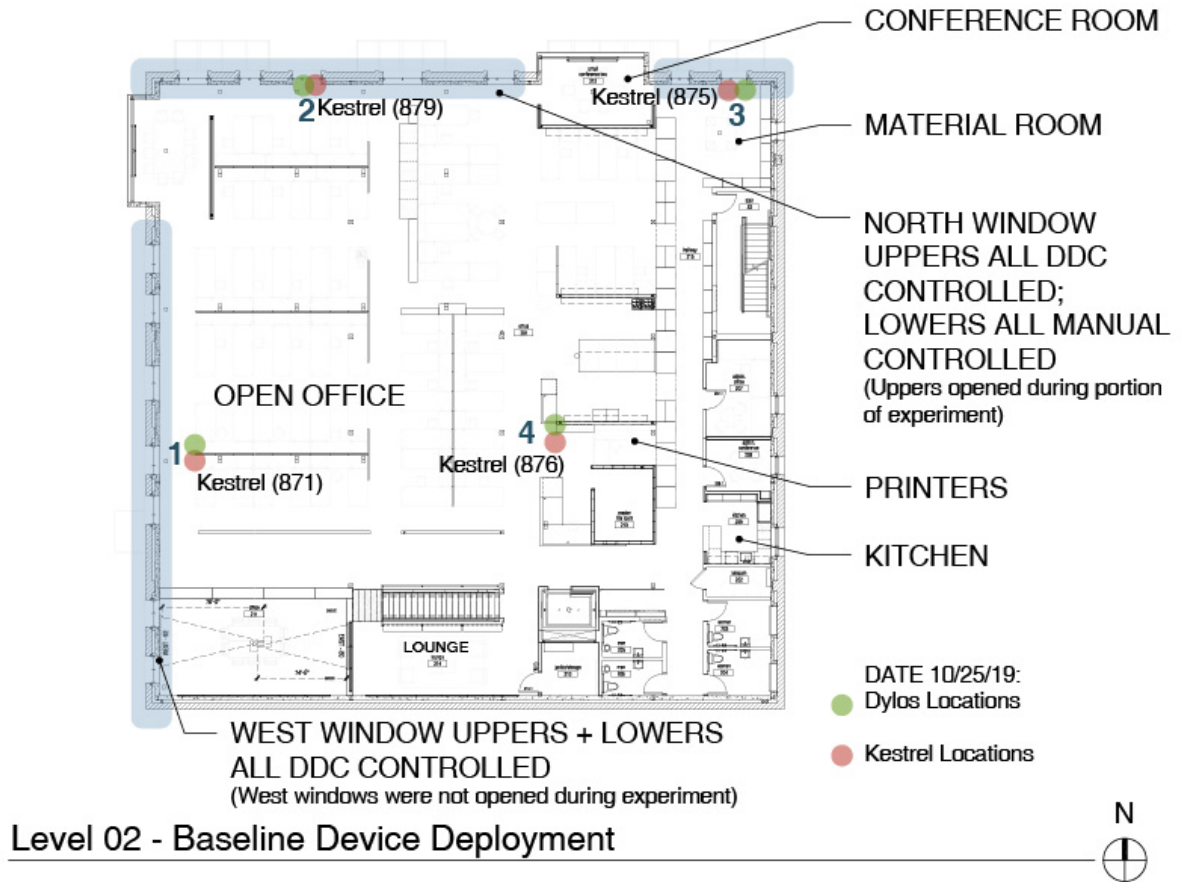 CONFERENCE ROOM
Kestrel (875)
2 Kestrel (879)
3
MATERIAL ROOM
NORTH WINDOW
UPPERS ALL DDC
CONTROLLED;
LOWERS ALL MANUAL
CONTROLLED
(Uppers opened during portion
of experiment)
OPEN OFFICE
1
4
Kestrel (876)
Kestrel (871)
PRINTERS
KITCHEN
LOUNGE
DATE 10/25/19:
Dylos Locations
Kestrel Locations
WEST WINDOW UPPERS + LOWERS
ALL DDC CONTROLLED
(West windows were not opened during experiment)
N
Level 02 - Baseline Device Deployment